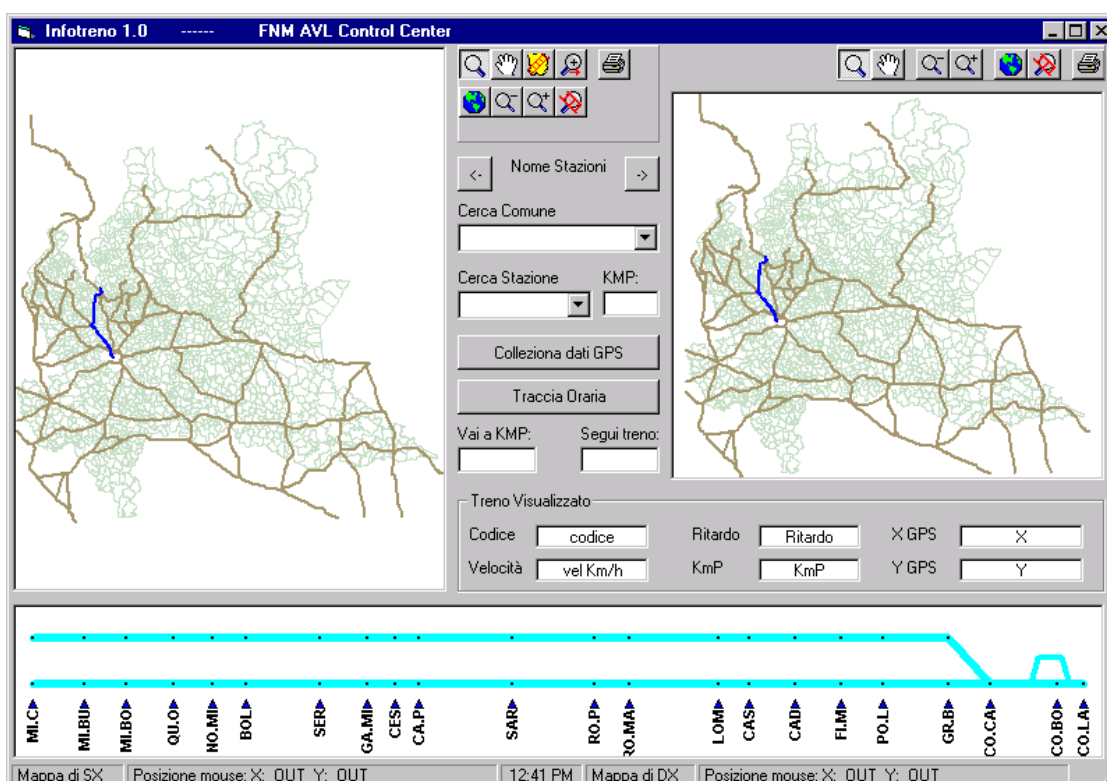 Infotreno 1.0 ------ FNM AVL Control Center
<- Nome Stazioni ->
Cerca Comune
Cerca Stazione KMP:
Colleziona dati GPS
Traccia Oraria
Vai a KMP: Segui treno:
Treno Visualizzato
Codice codice Ritardo Ritardo X GPS X
Velocità vel Km/h KmP KmP Y GPS Y
MI.C
MI.BU
MI.BO
QU.O
NO.MI
BOL
SER
GA.MI
CES
CA.P
SAR
RO.P
RO.MA
LOM
CAS
CAD
FI.M
PO.L
GR.B
CO.CA
CO.BO
CO.LA
Mappa di SX Posizione mouse: X: OUT Y: OUT 12:41 PM Mappa di DX Posizione mouse: X: OUT Y: OUT